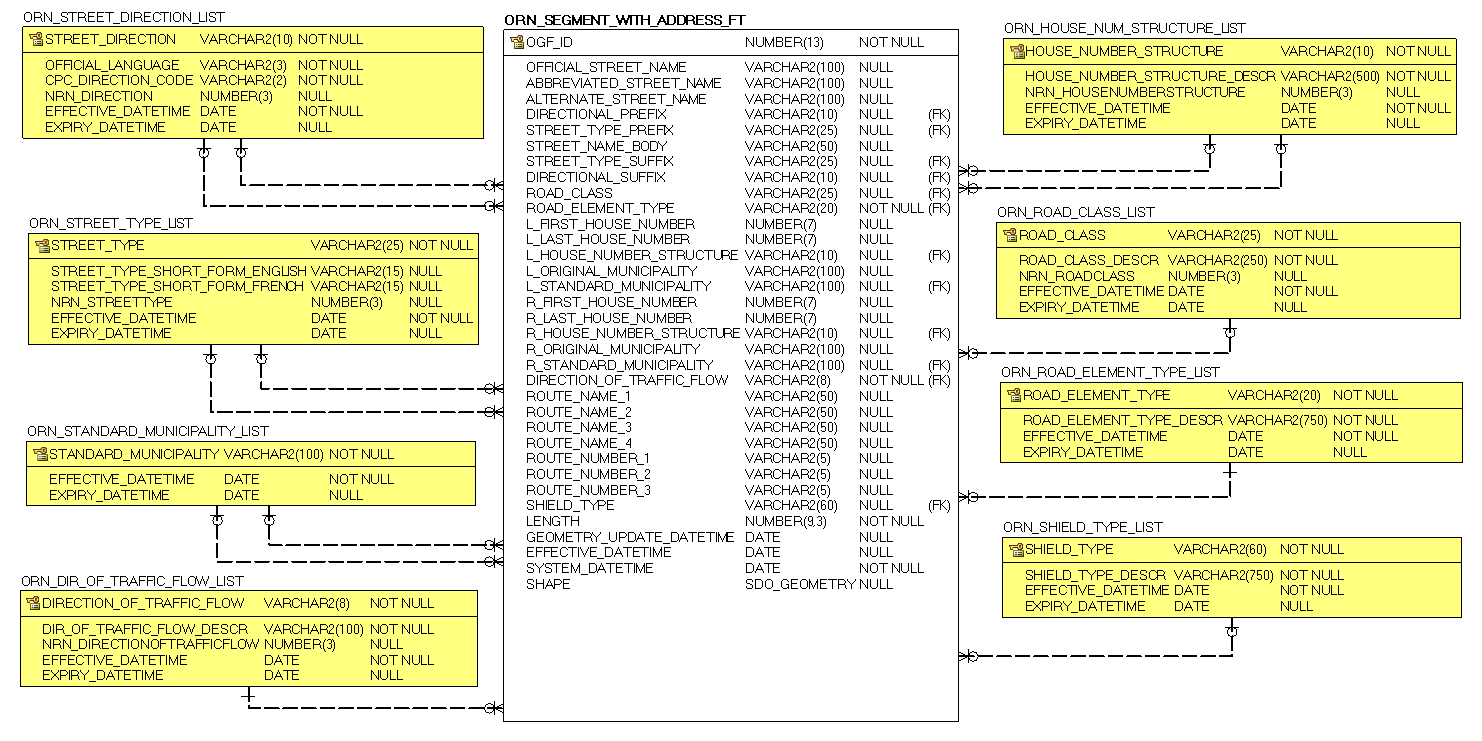 ORN_STREET_DIRECTION_LIST
STREET_DIRECTION VARCHAR2(10) NOT NULL
OFFICIAL_LANGUAGE VARCHAR2(3) NOT NULL
CPC_DIRECTION_CODE VARCHAR2(2) NOT NULL
NRN_DIRECTION NUMBER(3) NULL
EFFECTIVE_DATETIME DATE NOT NULL
EXPIRY_DATETIME DATE NULL
ORN_STREET_TYPE_LIST
STREET_TYPE VARCHAR2(25) NOT NULL
STREET_TYPE_SHORT_FORM_ENGLISH VARCHAR2(15) NULL
STREET_TYPE_SHORT_FORM_FRENCH VARCHAR2(15) NULL
NRN_STREETTYPE NUMBER(3) NULL
EFFECTIVE_DATETIME DATE NOT NULL
EXPIRY_DATETIME DATE NULL
ORN_STANDARD_MUNICIPALITY_LIST
STANDARD_MUNICIPALITY VARCHAR2(100) NOT NULL
EFFECTIVE_DATETIME DATE NOT NULL
EXPIRY_DATETIME DATE NULL
ORN_DIR_OF_TRAFFIC_FLOW_LIST
DIRECTION_OF_TRAFFIC_FLOW VARCHAR2(8) NOT NULL
DIR_OF_TRAFFIC_FLOW_DESCR VARCHAR2(100) NOT NULL
NRN_DIRECTIONOFTRAFFICFLOW NUMBER(3) NULL
EFFECTIVE_DATETIME DATE NOT NULL
EXPIRY_DATETIME DATE NULL
ORN_SEGMENT_WITH_ADDRESS_FT
OGF_ID NUMBER(13) NOT NULL
OFFICIAL_STREET_NAME VARCHAR2(100) NULL
ABBREVIATED_STREET_NAME VARCHAR2(100) NULL
ALTERNATE_STREET_NAME VARCHAR2(100) NULL
DIRECTIONAL_PREFIX VARCHAR2(10) NULL (FK)
STREET_TYPE_PREFIX VARCHAR2(25) NULL (FK)
STREET_NAME_BODY VARCHAR2(50) NULL
STREET_TYPE_SUFFIX VARCHAR2(25) NULL (FK)
DIRECTIONAL_SUFFIX VARCHAR2(10) NULL (FK)
ROAD_CLASS VARCHAR2(25) NULL (FK)
ROAD_ELEMENT_TYPE VARCHAR2(20) NOT NULL (FK)
L_FIRST_HOUSE_NUMBER NUMBER(7) NULL
L_LAST_HOUSE_NUMBER NUMBER(7) NULL
L_HOUSE_NUMBER_STRUCTURE VARCHAR2(10) NULL (FK)
L_ORIGINAL_MUNICIPALITY VARCHAR2(100) NULL
L_STANDARD_MUNICIPALITY VARCHAR2(100) NULL (FK)
R_FIRST_HOUSE_NUMBER NUMBER(7) NULL
R_LAST_HOUSE_NUMBER NUMBER(7) NULL
R_HOUSE_NUMBER_STRUCTURE VARCHAR2(10) NULL (FK)
R_ORIGINAL_MUNICIPALITY VARCHAR2(100) NULL
R_STANDARD_MUNICIPALITY VARCHAR2(100) NULL (FK)
DIRECTION_OF_TRAFFIC_FLOW VARCHAR2(8) NOT NULL (FK)
ROUTE_NAME_1 VARCHAR2(50) NULL
ROUTE_NAME_2 VARCHAR2(50) NULL
ROUTE_NAME_3 VARCHAR2(50) NULL
ROUTE_NAME_4 VARCHAR2(50) NULL
ROUTE_NUMBER_1 VARCHAR2(5) NULL
ROUTE_NUMBER_2 VARCHAR2(5) NULL
ROUTE_NUMBER_3 VARCHAR2(5) NULL
SHIELD_TYPE VARCHAR2(60) NULL (FK)
LENGTH NUMBER(9,3) NOT NULL
GEOMETRY_UPDATE_DATETIME DATE NULL
EFFECTIVE_DATETIME DATE NULL
SYSTEM_DATETIME DATE NOT NULL
SHAPE SDO_GEOMETRY NULL
ORN_HOUSE_NUM_STRUCTURE_LIST
HOUSE_NUMBER_STRUCTURE VARCHAR2(10) NOT NULL
HOUSE_NUMBER_STRUCTURE_DESCR VARCHAR2(500) NOT NULL
NRN_HOUSENUMBERSTRUCTURE NUMBER(3) NULL
EFFECTIVE_DATETIME DATE NOT NULL
EXPIRY_DATETIME DATE NULL
ORN_ROAD_CLASS_LIST
ROAD_CLASS VARCHAR2(25) NOT NULL
ROAD_CLASS_DESCR VARCHAR2(250) NOT NULL
NRN_ROADCLASS NUMBER(3) NULL
EFFECTIVE_DATETIME DATE NOT NULL
EXPIRY_DATETIME DATE NULL
ORN_ROAD_ELEMENT_TYPE_LIST
ROAD_ELEMENT_TYPE VARCHAR2(20) NOT NULL
ROAD_ELEMENT_TYPE_DESCR VARCHAR2(750) NOT NULL
EFFECTIVE_DATETIME DATE NOT NULL
EXPIRY_DATETIME DATE NULL
ORN_SHIELD_TYPE_LIST
SHIELD_TYPE VARCHAR2(60) NOT NULL
SHIELD_TYPE_DESCR VARCHAR2(750) NOT NULL
EFFECTIVE_DATETIME DATE NOT NULL
EXPIRY_DATETIME DATE NULL